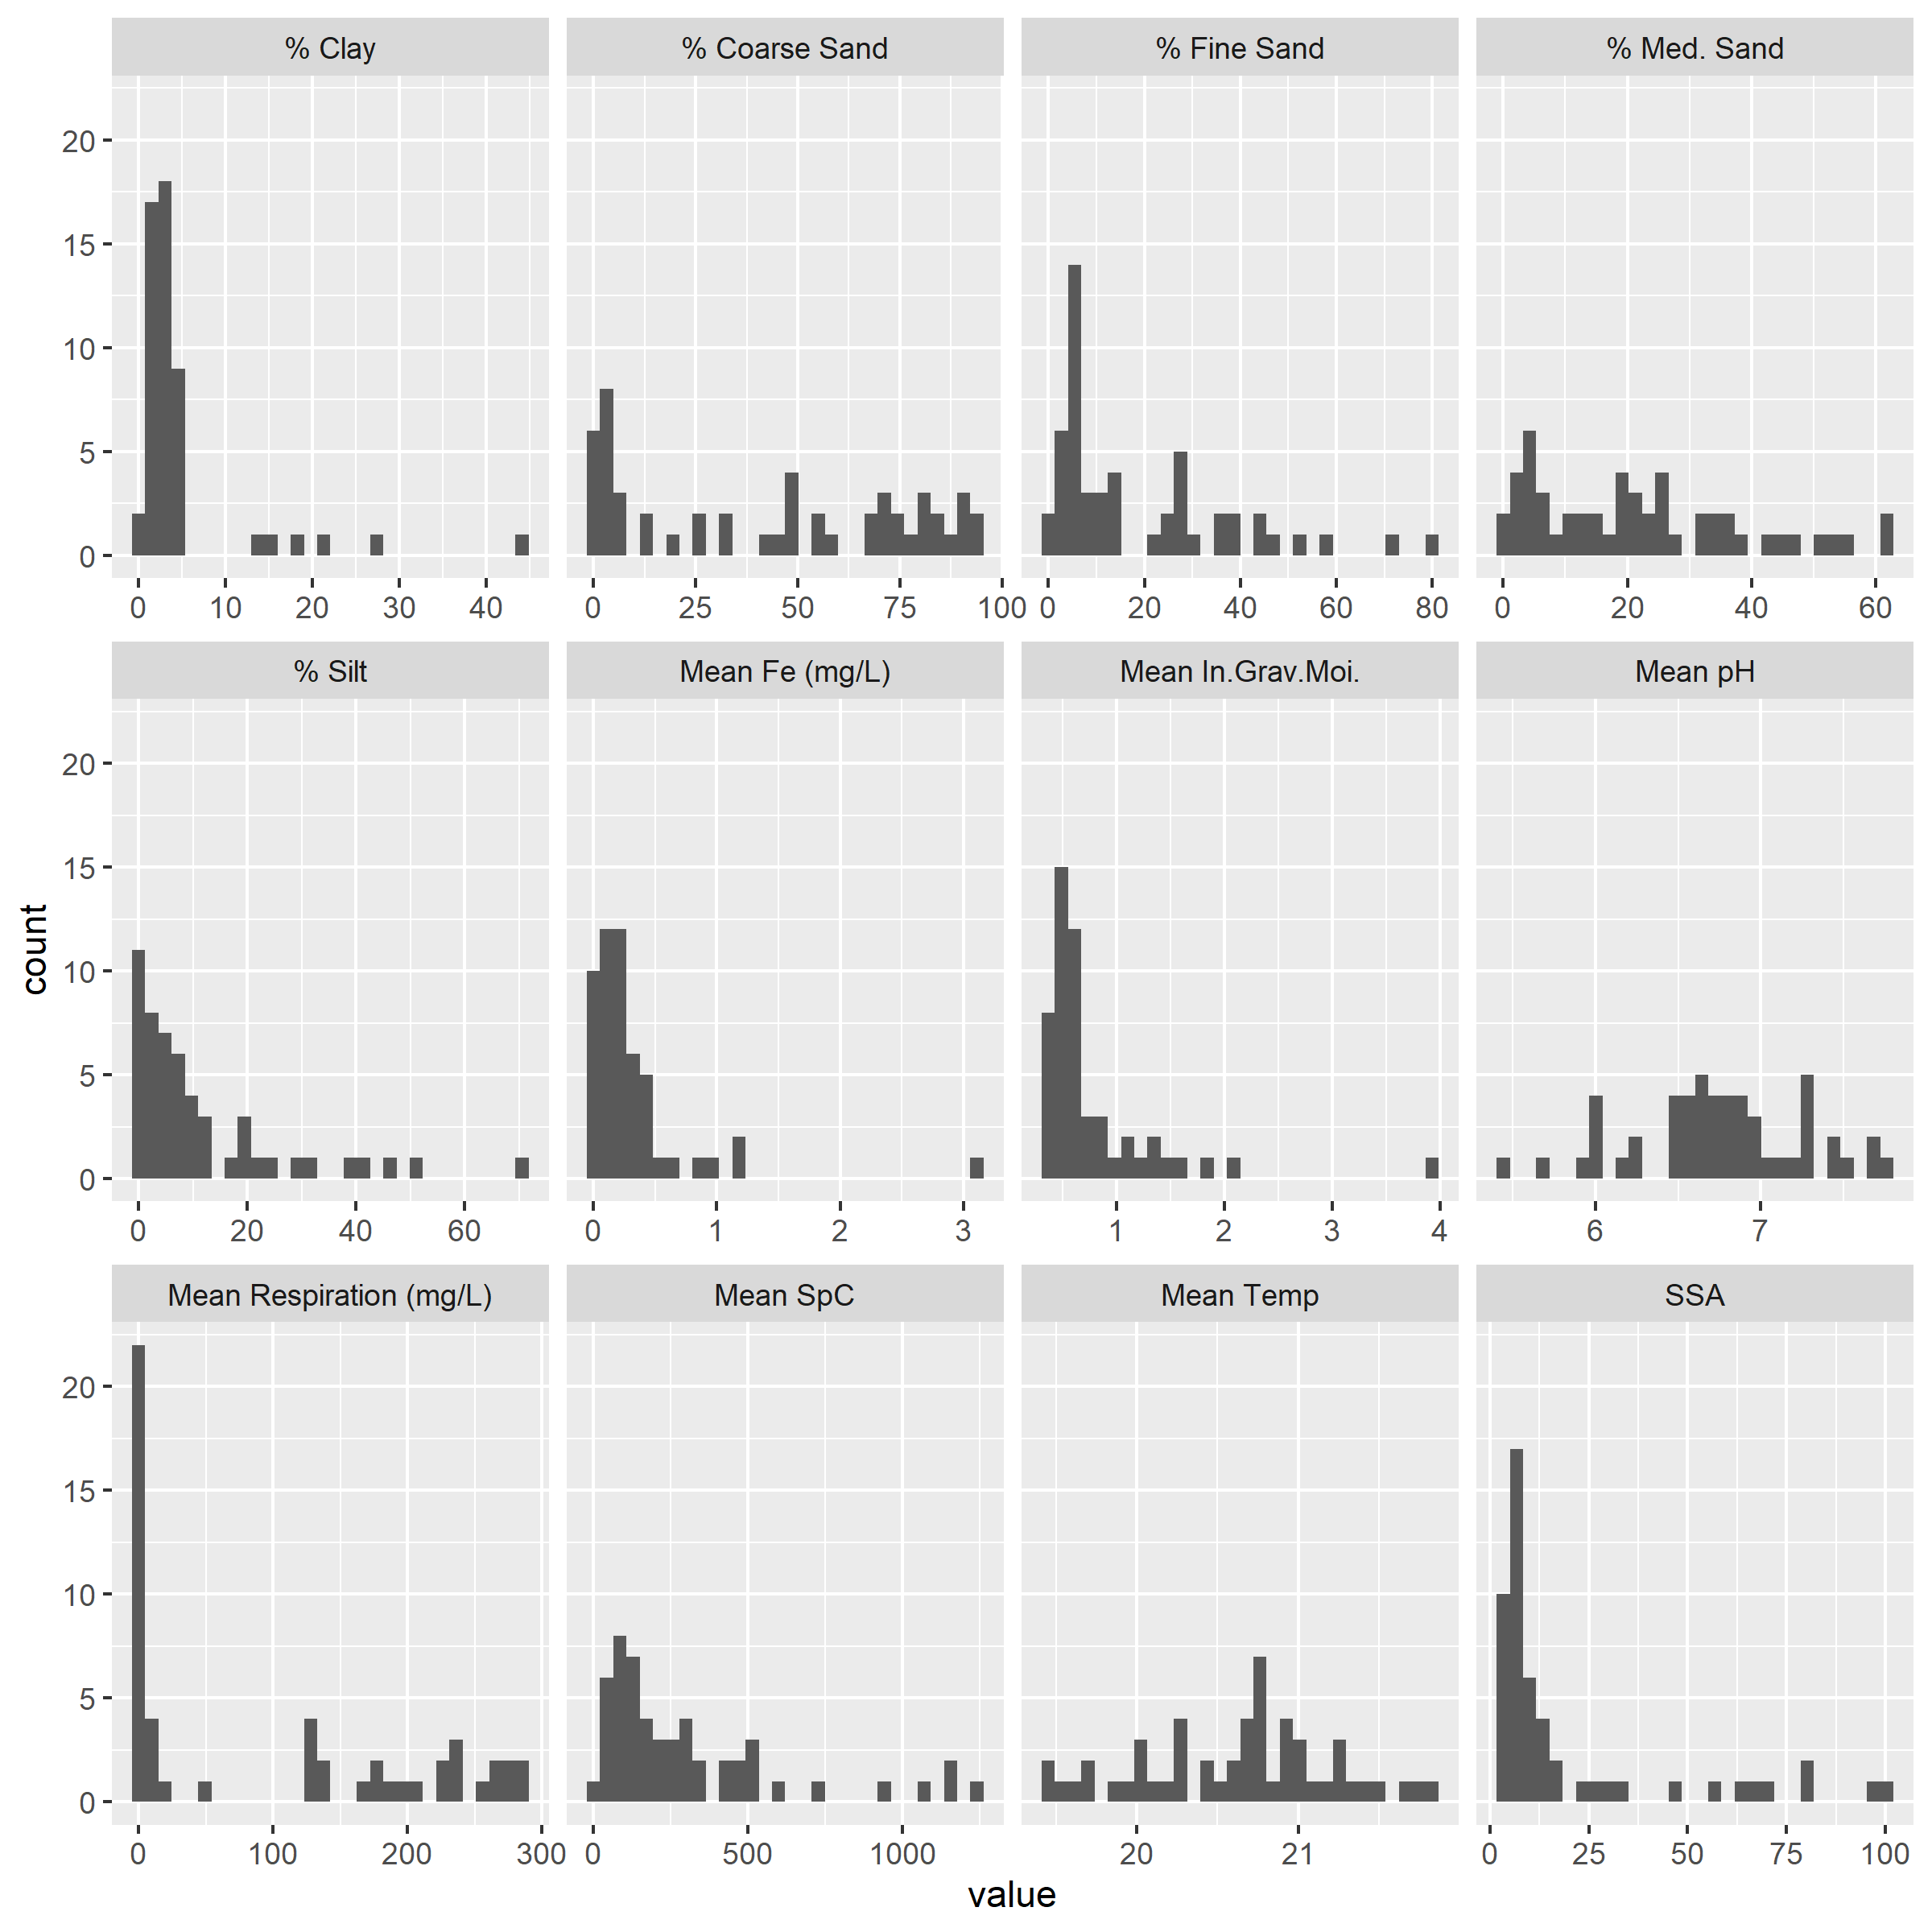 % Clay % Coarse Sand % Fine Sand % Med. Sand
20
15
10
5
0
0 10 20 30 40 0 25 50 75 100 0 20 40 60 80 0 20 40 60
% Silt Mean Fe (mg/L) Mean In.Grav.Moi. Mean pH
20
15
10
5
0
count
0 20 40 60 0 1 2 3 1 2 3 4 6 7
Mean Respiration (mg/L) Mean SpC Mean Temp SSA
20
15
10
5
0
0 100 200 300 0 500 1000 20 21 0 25 50 75 100
value